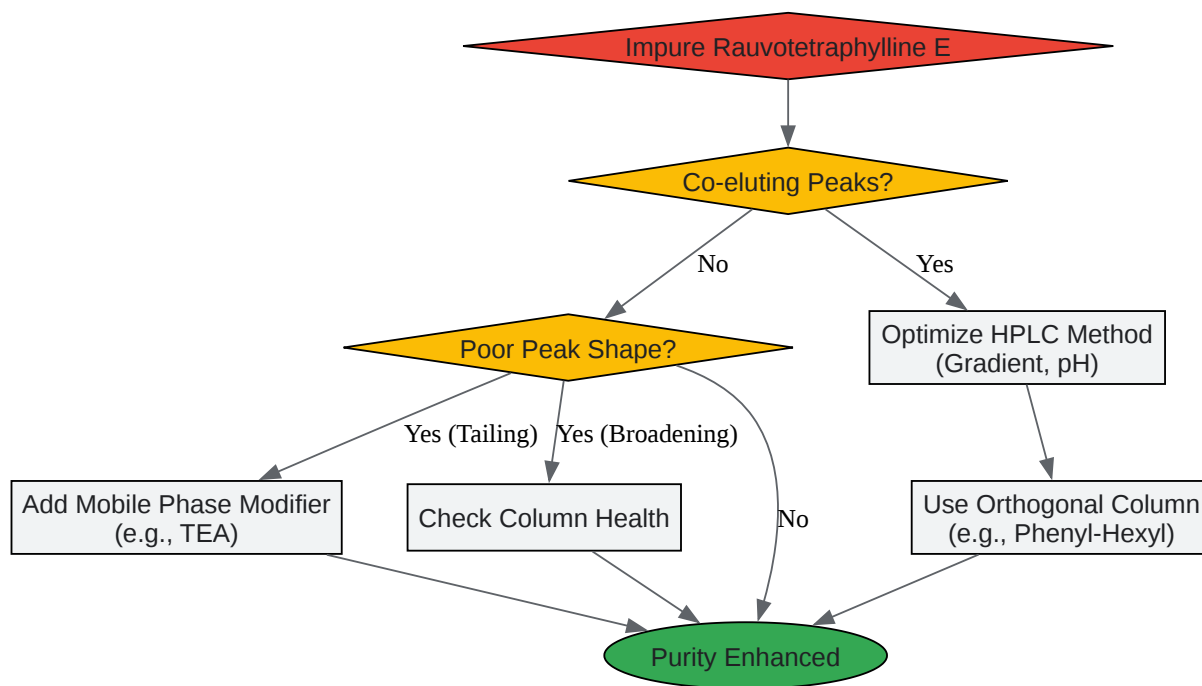 Impure Rauvotetraphylline E
Co-eluting Peaks?
No
Yes
Optimize HPLC Method
(Gradient, pH)
Poor Peak Shape?
Yes (Tailing)
Yes (Broadening)
No
Add Mobile Phase Modifier
(e.g., TEA)
Check Column Health
Use Orthogonal Column
(e.g., Phenyl-Hexyl)
Purity Enhanced